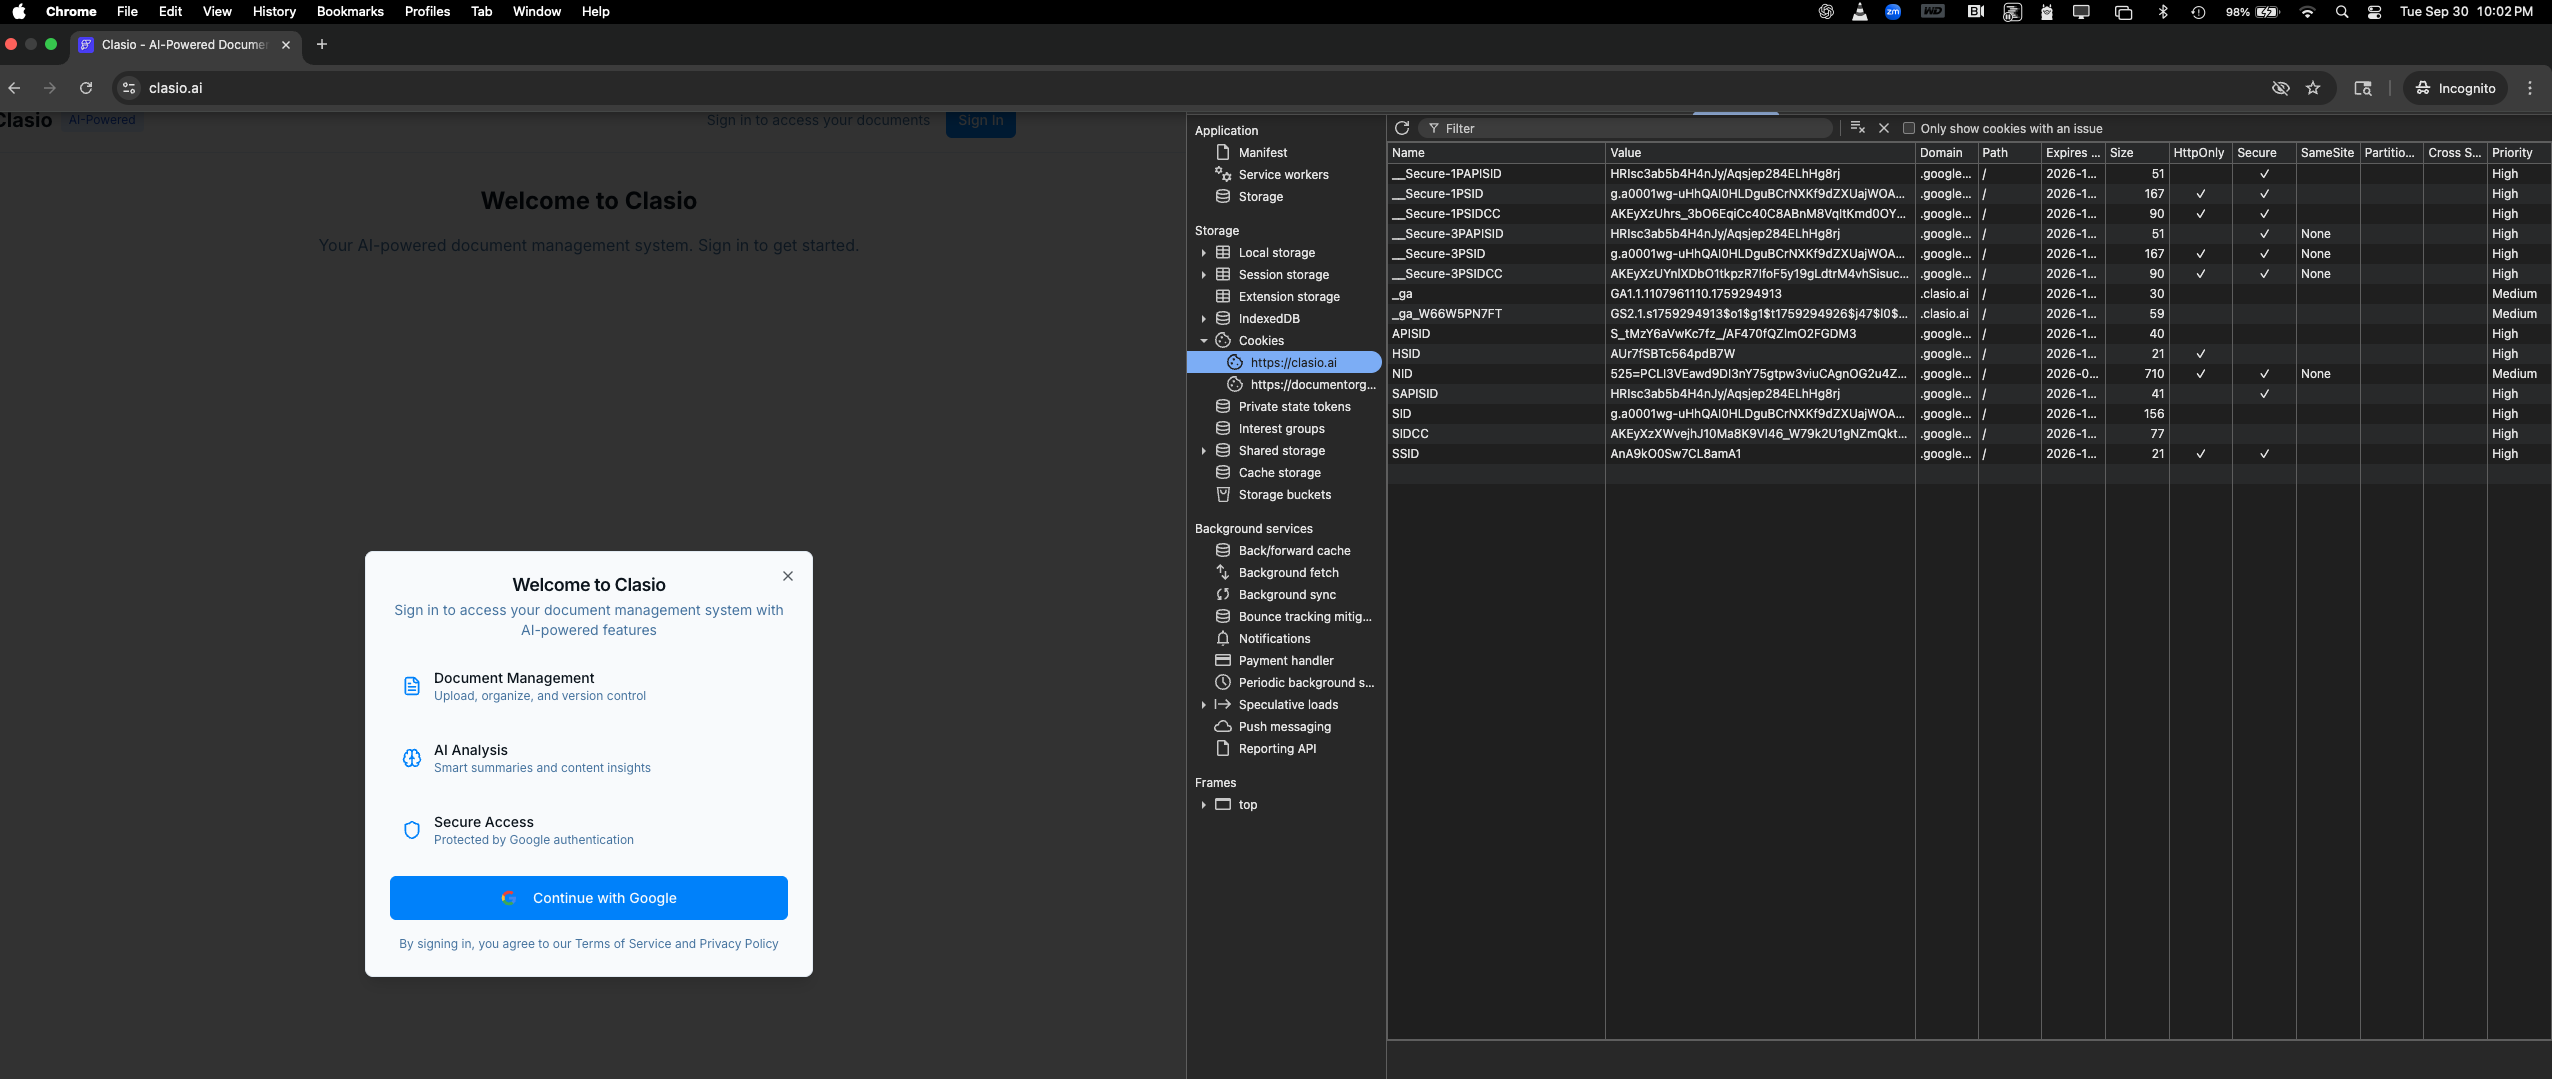 Chrome File Edit View History Bookmarks Profiles Tab Window Help
zm WD 98% Tue Sep 30 10:02 PM
Clasio - AI-Powered Docume
clasio.ai
Incognito
Clasio AI-Powered Sign in to access your documents Sign In
Welcome to Clasio
Your AI-powered document management system. Sign in to get started.
Welcome to Clasio
Sign in to access your document management system with
AI-powered features
Document Management
Upload, organize, and version control
AI Analysis
Smart summaries and content insights
Secure Access
Protected by Google authentication
Continue with Google
By signing in, you agree to our Terms of Service and Privacy Policy
Application
Manifest
Service workers
Storage
Storage
Local storage
Session storage
Extension storage
IndexedDB
Cookies
https://clasio.ai
https://documentorg...
Private state tokens
Interest groups
Shared storage
Cache storage
Storage buckets
Background services
Back/forward cache
Background fetch
Background sync
Bounce tracking mitig...
Notifications
Payment handler
Periodic background s...
Speculative loads
Push messaging
Reporting API
Frames
top
Filter Only show cookies with an issue
Name Value Domain Path Expires ... Size HttpOnly Secure SameSite Partitio... Cross S... Priority
__Secure-1PAPISID HRIsc3ab5b4H4nJy/Aqsjep284ELhHg8rj .google... / 2026-1... 51 ✓ High
__Secure-1PSID g.a0001wg-uHhQAI0HLDguBCrNXKf9dZXUajWOA... .google... / 2026-1... 167 ✓ ✓ High
__Secure-1PSIDCC AKEyXzUhrs_3bO6EqiCc40C8ABnM8VqItKmd0OY... .google... / 2026-1... 90 ✓ ✓ High
__Secure-3PAPISID HRIsc3ab5b4H4nJy/Aqsjep284ELhHg8rj .google... / 2026-1... 51 ✓ None High
__Secure-3PSID g.a0001wg-uHhQAI0HLDguBCrNXKf9dZXUajWOA... .google... / 2026-1... 167 ✓ ✓ None High
__Secure-3PSIDCC AKEyXzUYnlXDbO1tkpzR7IfoF5y19gLdtrM4vhSisuc... .google... / 2026-1... 90 ✓ ✓ None High
_ga GA1.1.1107961110.1759294913 .clasio.ai / 2026-1... 30 Medium
_ga_W66W5PN7FT GS2.1.s1759294913$o1$g1$t1759294926$j47$l0$... .clasio.ai / 2026-1... 59 Medium
APISID S_tMzY6aVwKc7fz_/AF470fQZImO2FGDM3 .google... / 2026-1... 40 High
HSID AUr7fSBTc564pdB7W .google... / 2026-1... 21 ✓ High
NID 525=PCLI3VEawd9DI3nY75gtpw3viuCAgnOG2u4Z... .google... / 2026-0... 710 ✓ ✓ None Medium
SAPISID HRIsc3ab5b4H4nJy/Aqsjep284ELhHg8rj .google... / 2026-1... 41 ✓ High
SID g.a0001wg-uHhQAI0HLDguBCrNXKf9dZXUajWOA... .google... / 2026-1... 156 High
SIDCC AKEyXzXWvejhJ10Ma8K9VI46_W79k2U1gNZmQkt... .google... / 2026-1... 77 High
SSID AnA9kO0Sw7CL8amA1 .google... / 2026-1... 21 ✓ ✓ High